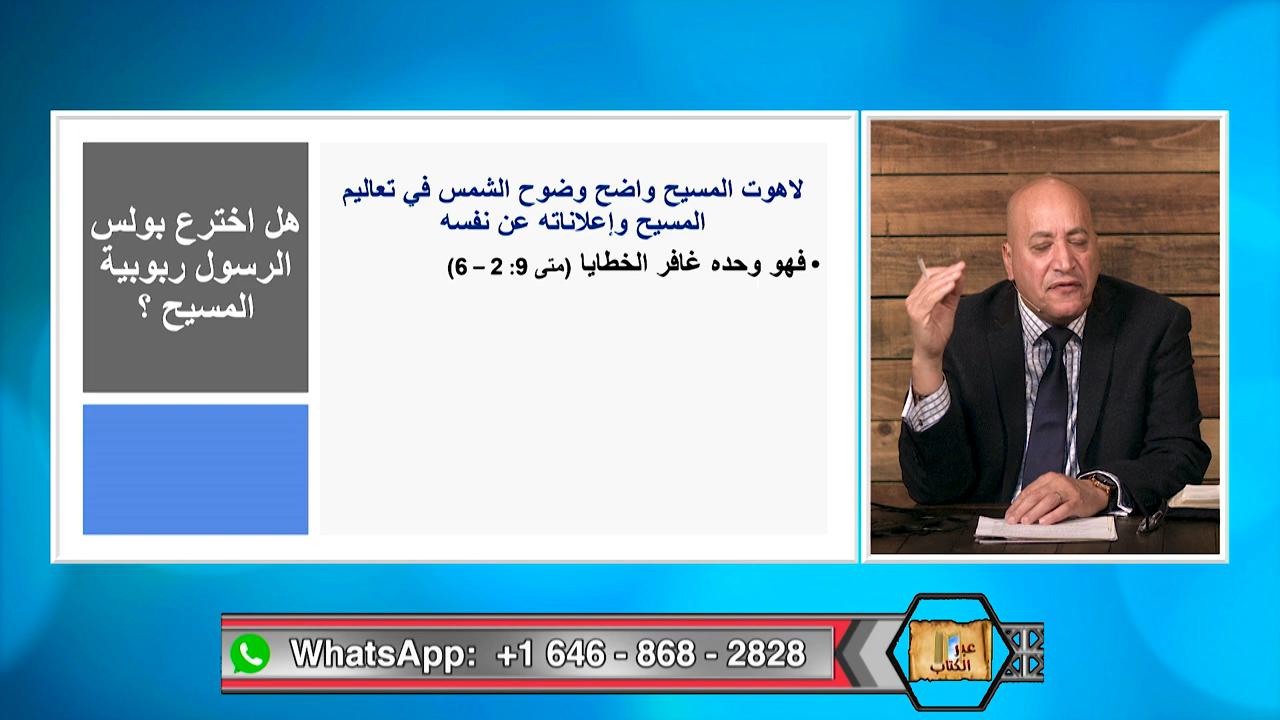 هل اخترع بولس
الرسول ربوبية
المسيح ؟
لاهوت المسيح واضح وضوح الشمس في تعاليم
المسيح وإعلاناته عن نفسه
• فهو وحده غافر الخطايا (متى 9: 2 – 6)
WhatsApp: +1 646 - 868 - 2828
عبر
الكتاب